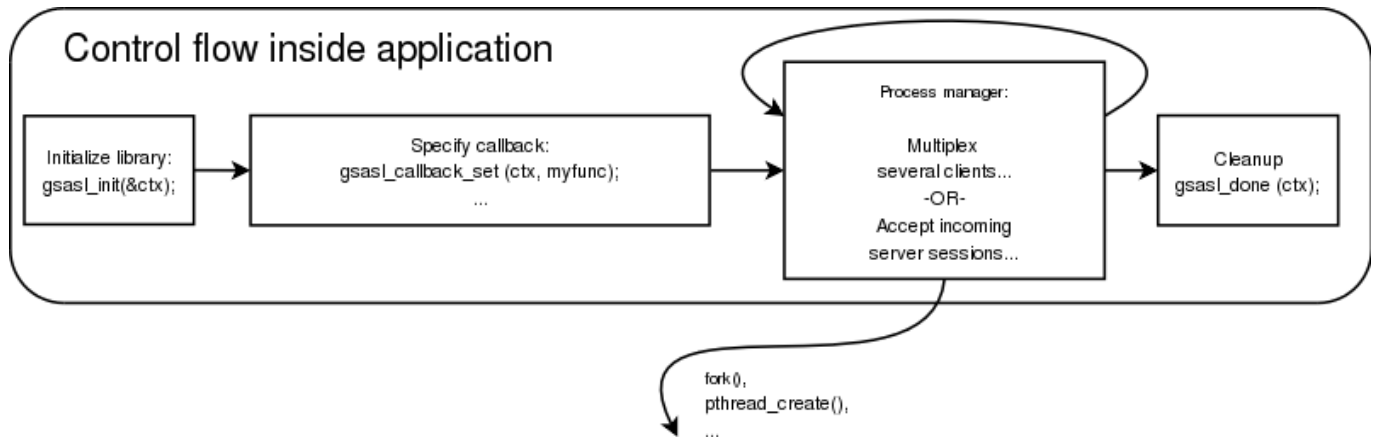 Control flow inside application
Initialize library:
gsasl_init(&ctx);
Specify callback:
gsasl_callback_set (ctx, myfunc);
...
Process manager:
Multiplex
several clients...
-OR-
Accept incoming
server sessions...
Cleanup
gsasl_done (ctx);
fork(),
pthread_create(),
...